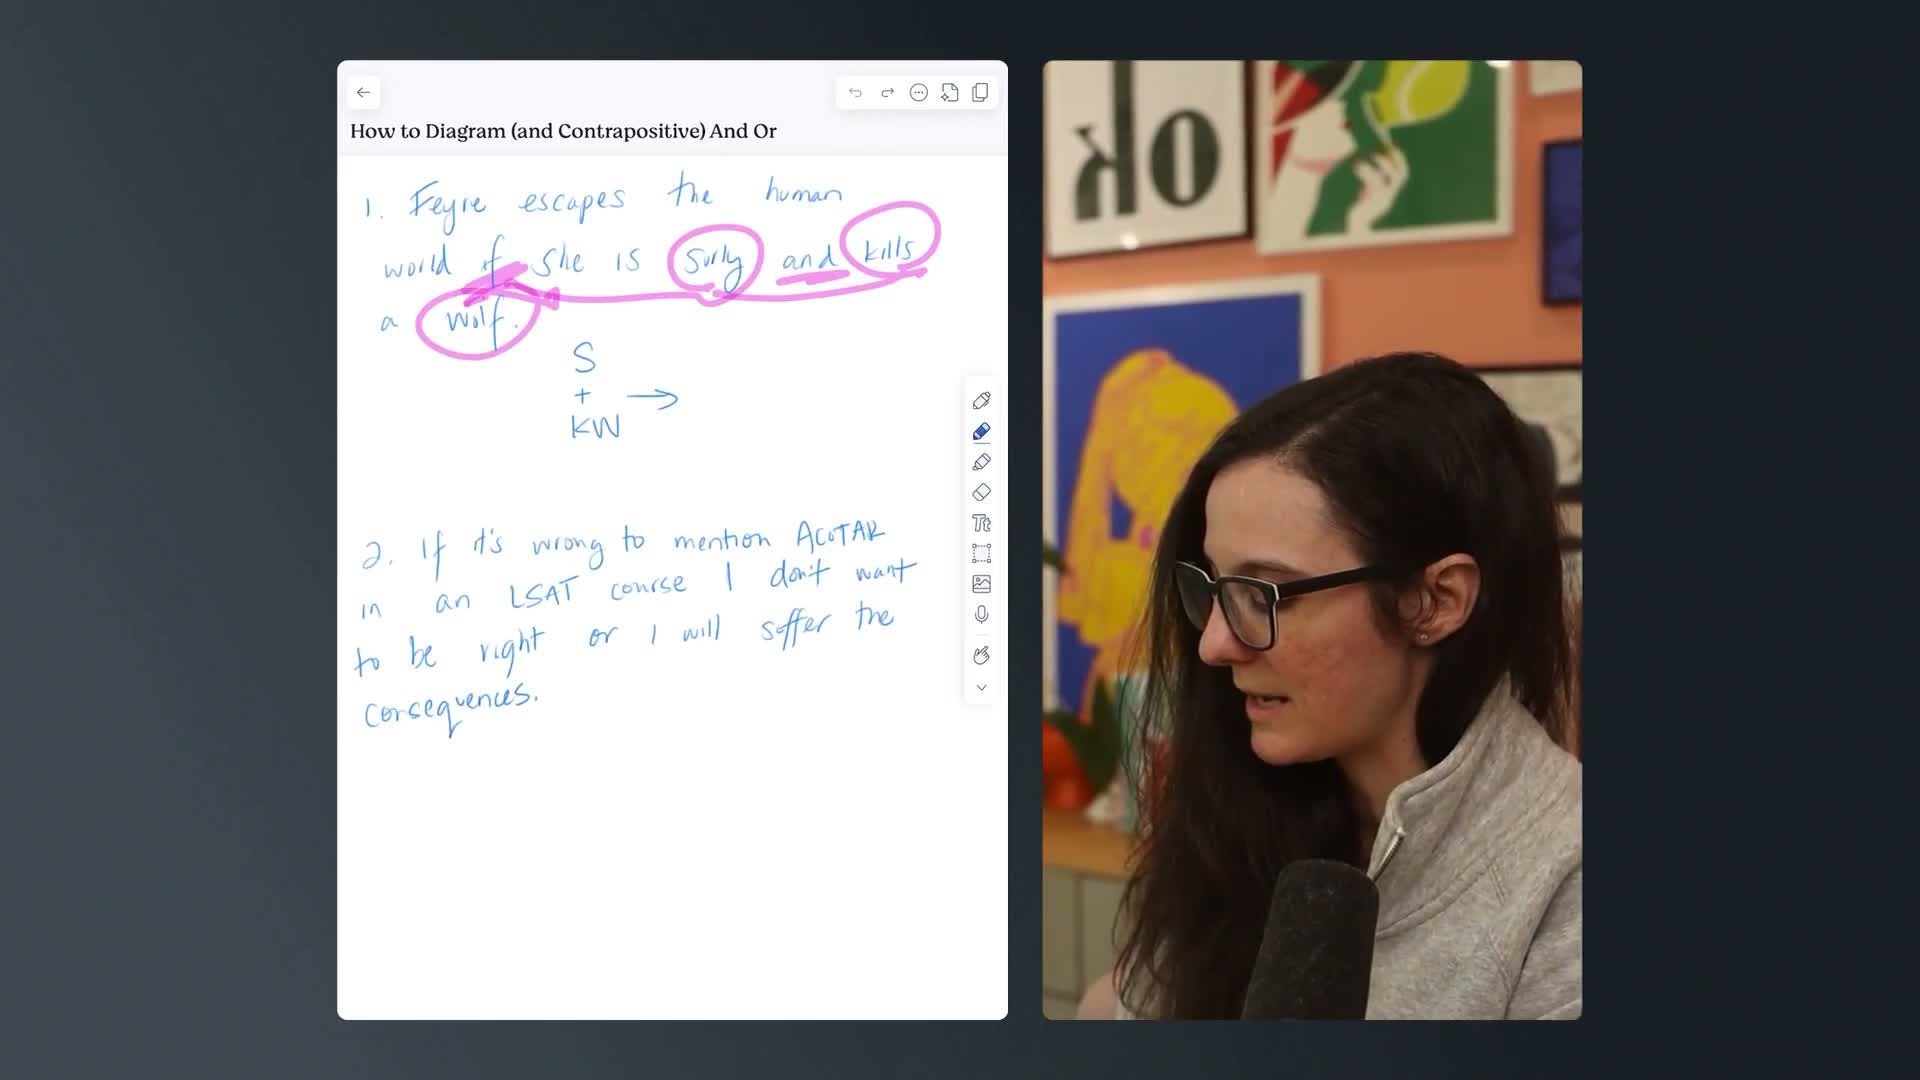 How to Diagram (and Contrapositive) And Or
1. Feyre escapes the human
world if she is surly and kills
a wolf.
S
+ →
KW
2. If it's wrong to mention ACOTAR
in an LSAT course I don't want
to be right or I will suffer the
consequences.
Tt
ok